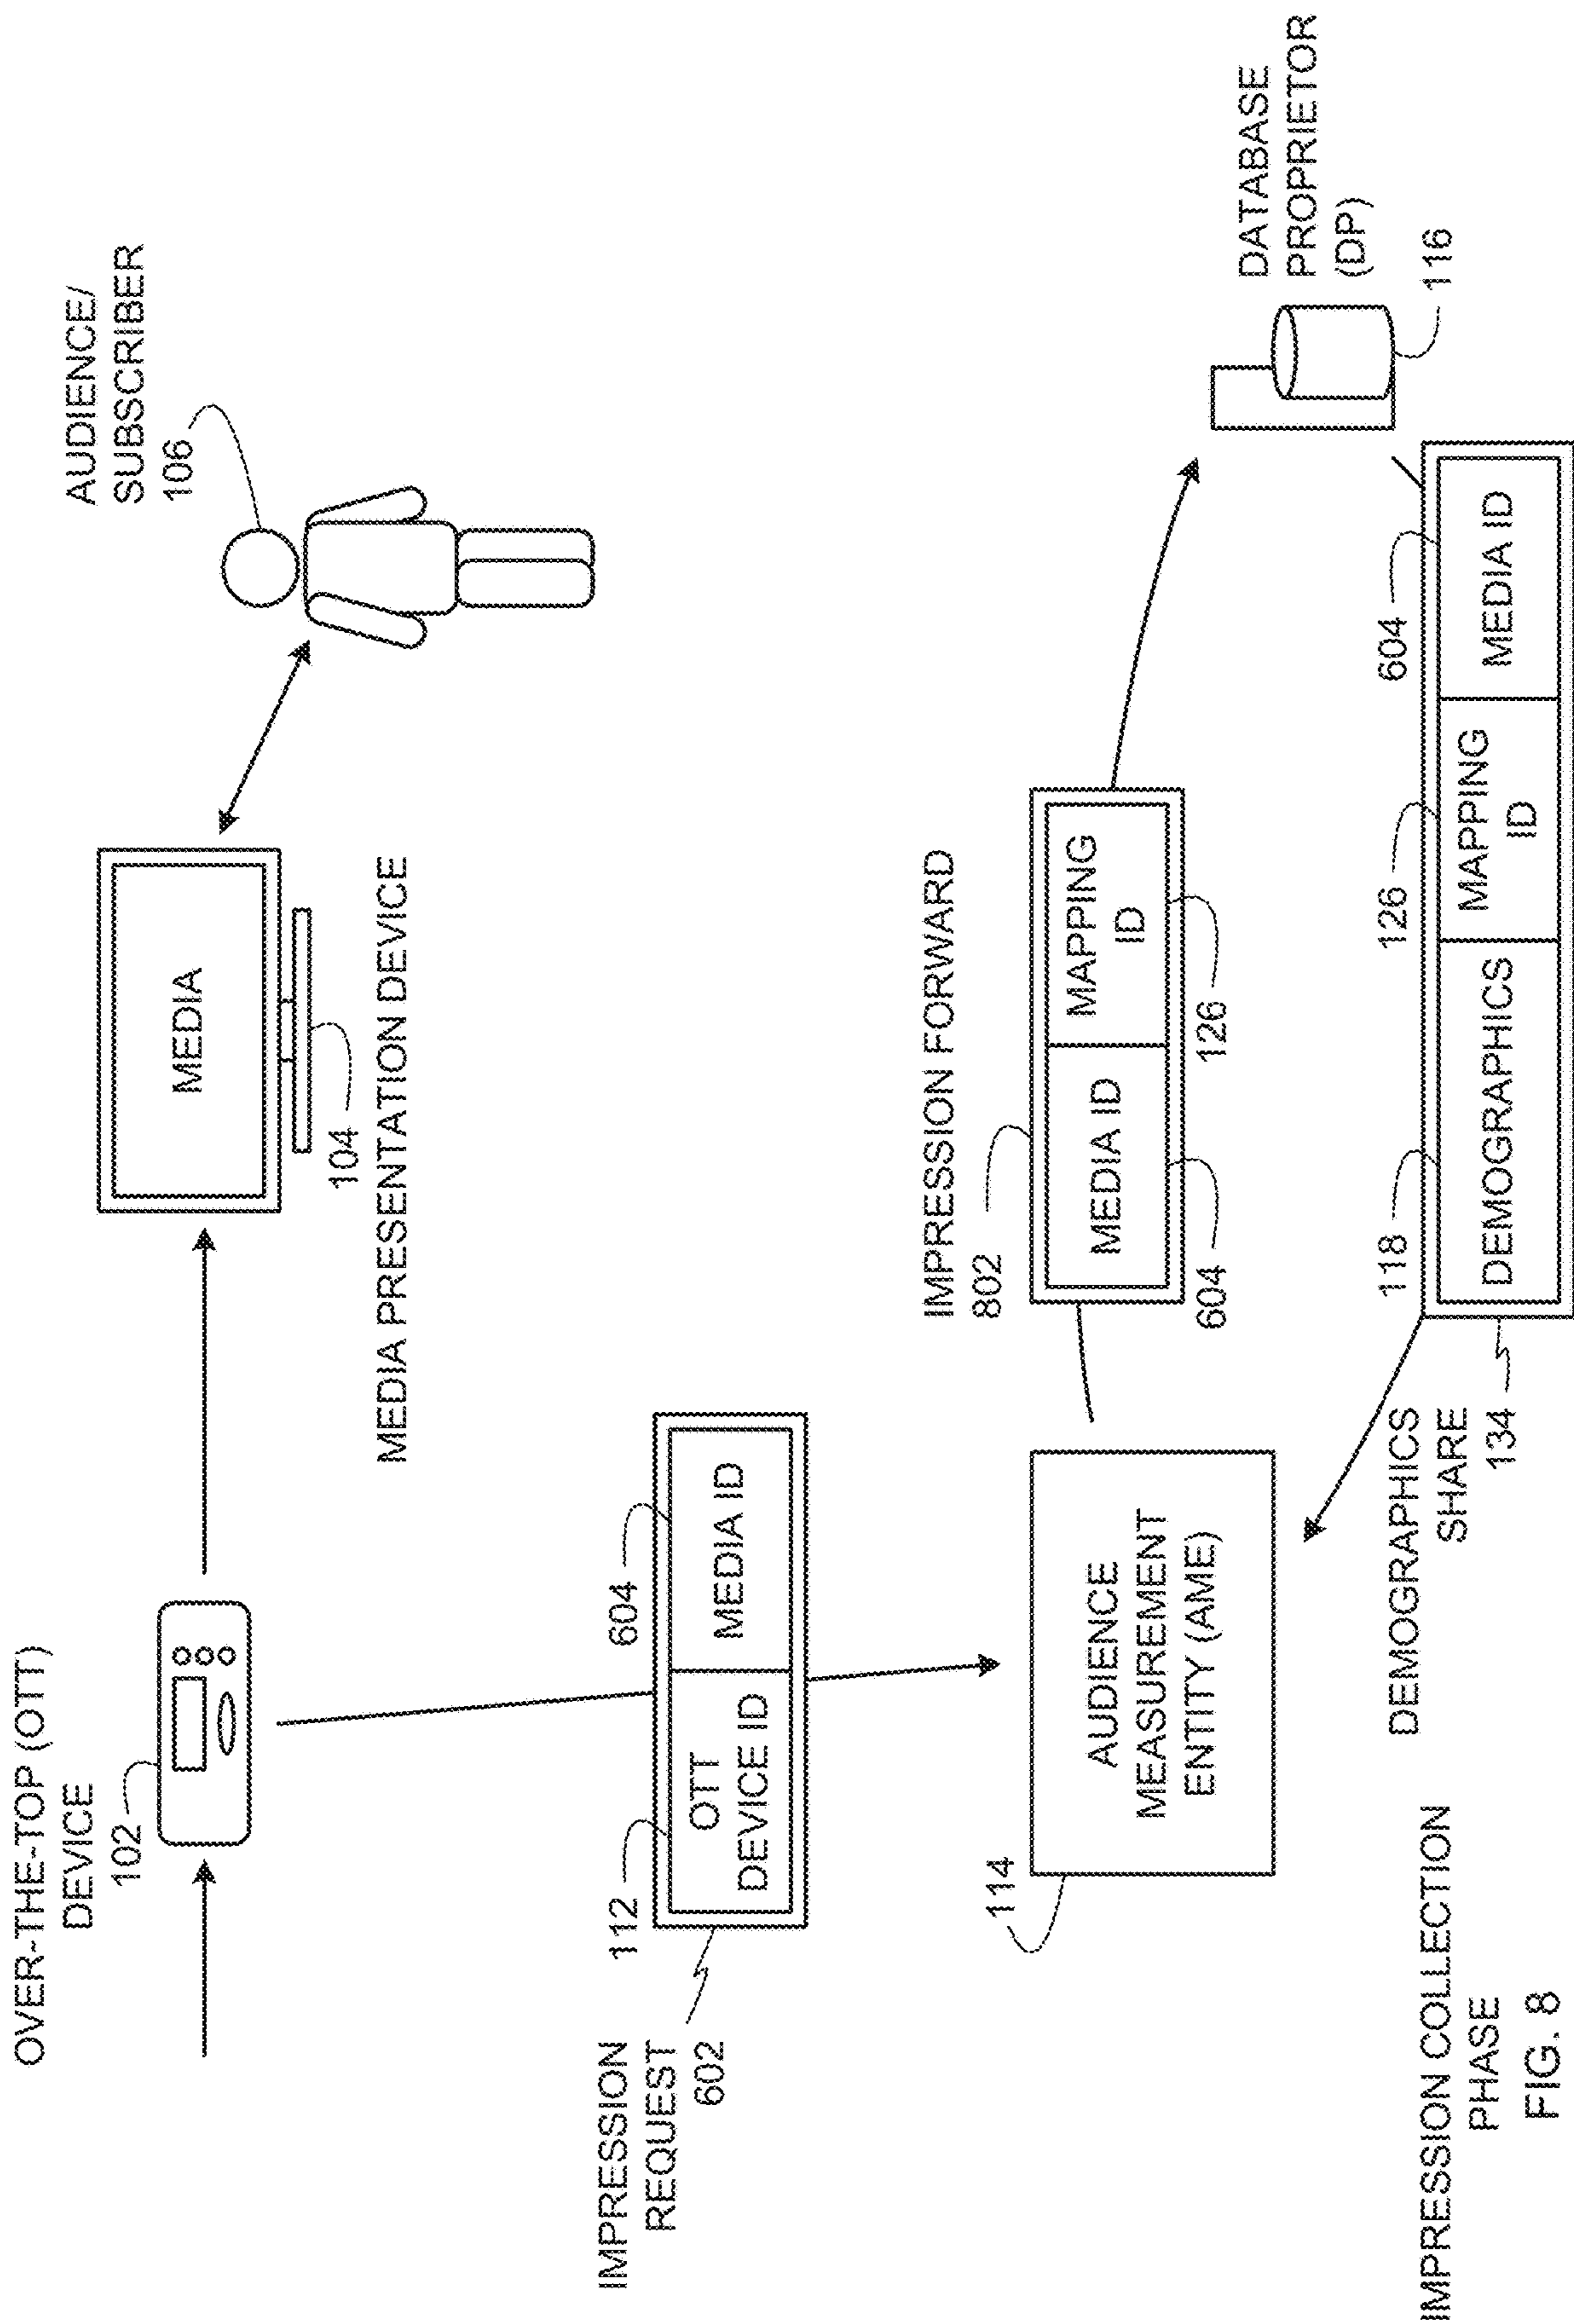 OVER-THE-TOP (OTT)
DEVICE
102
MEDIA
104
MEDIA PRESENTATION DEVICE
AUDIENCE/
SUBSCRIBER
106
IMPRESSION
REQUEST
602
112
604
OTT
DEVICE ID
MEDIA ID
114
AUDIENCE
MEASUREMENT
ENTITY (AME)
IMPRESSION FORWARD
802
MEDIA ID
MAPPING
ID
604
126
DATABASE
PROPRIETOR
(DP)
116
118
126
604
DEMOGRAPHICS
MAPPING
ID
MEDIA ID
DEMOGRAPHICS
SHARE
134
IMPRESSION COLLECTION
PHASE
FIG. 8